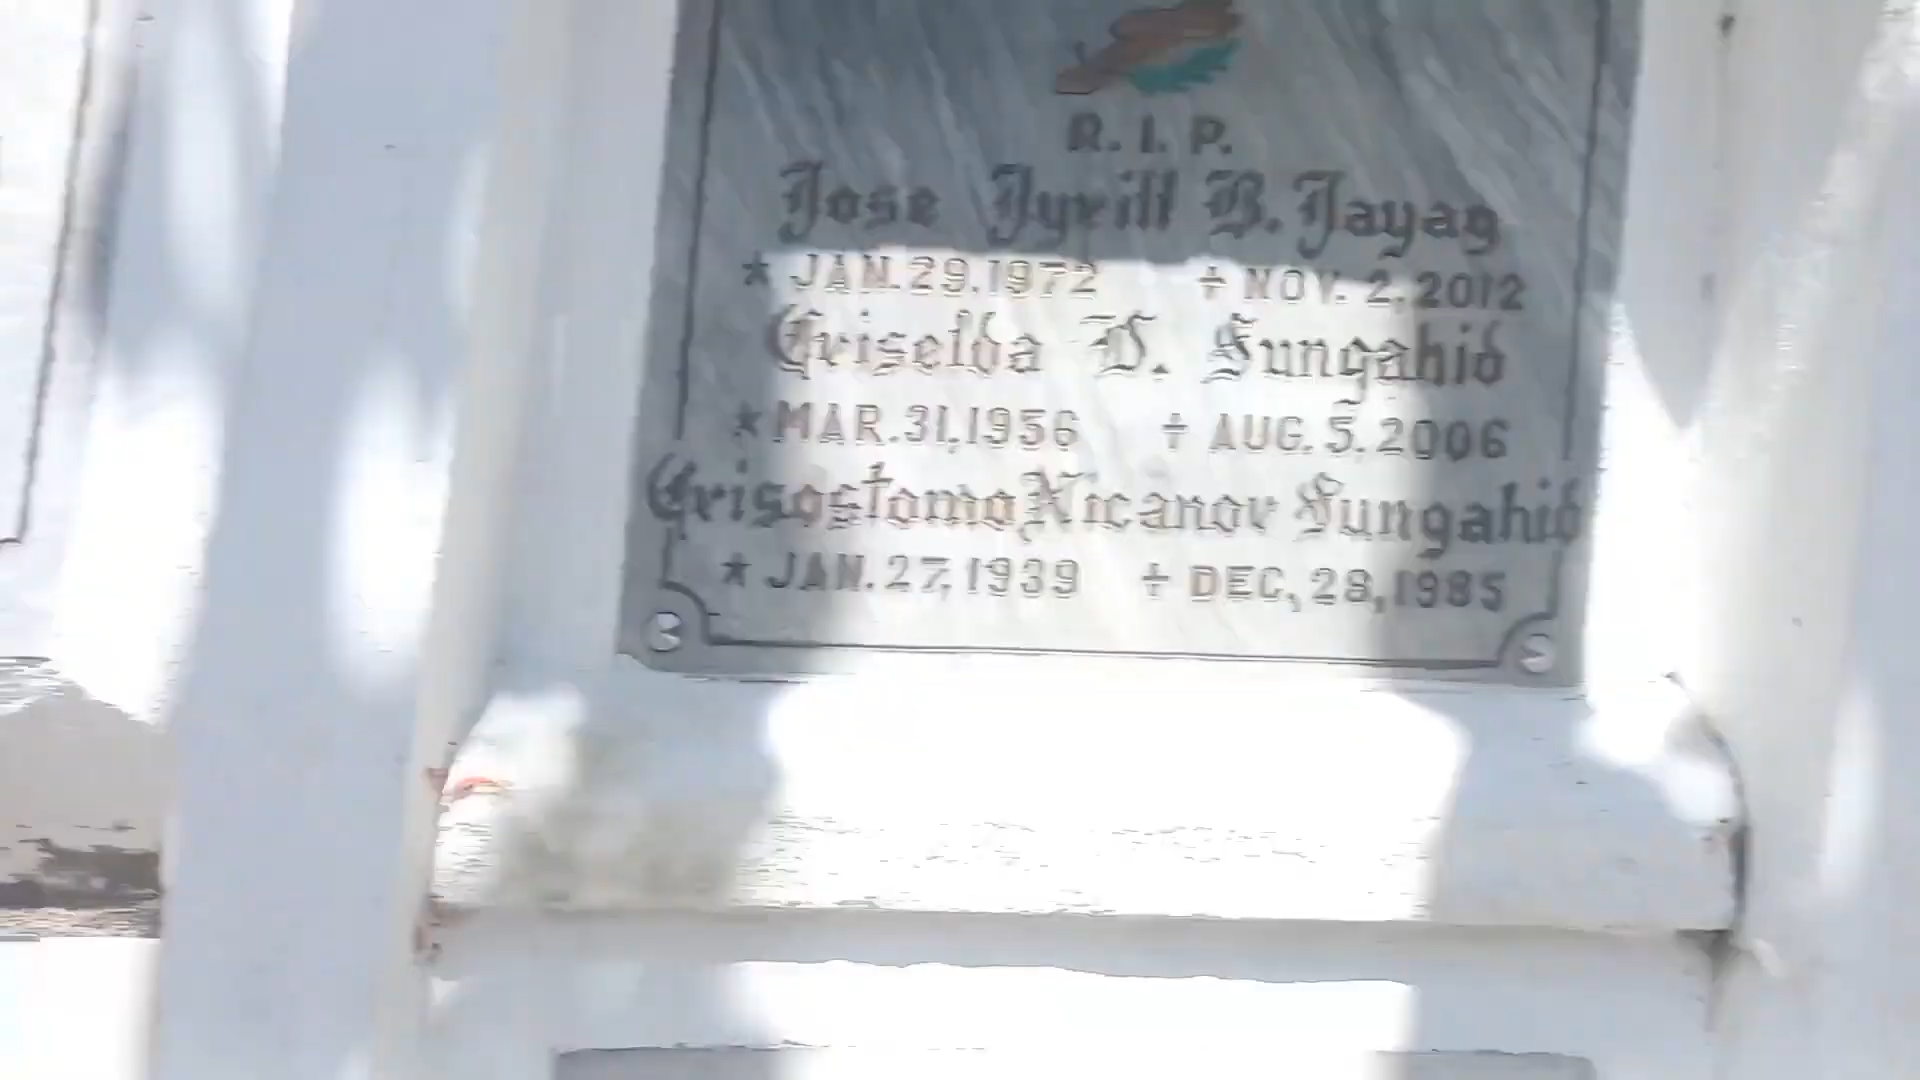 R. I. P.
Jose Jyrill B. Jayag
★ JAN. 29, 1972 ✝ NOV. 2, 2012
Criselda D. Sungahid
★ MAR. 31, 1956 ✝ AUG. 5, 2006
Crisostomo Nicanor Sungahid
★ JAN. 27, 1939 ✝ DEC, 28, 1985